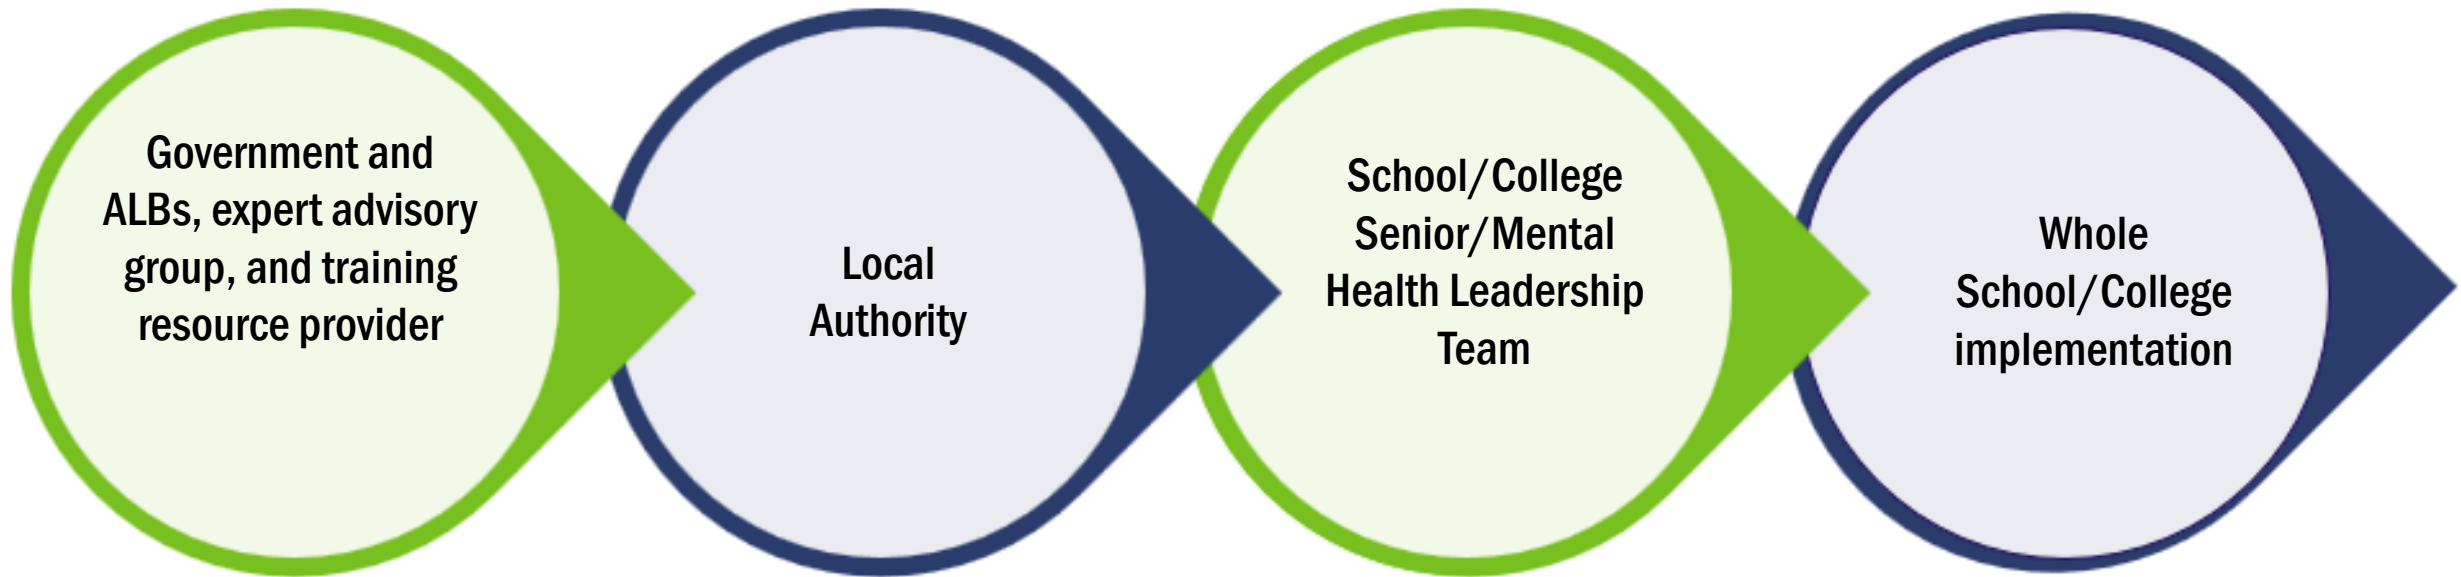 Government and
ALBs, expert advisory
group, and training
resource provider
Local
Authority
School/College
Senior/Mental
Health Leadership
Team
Whole
School/College
implementation